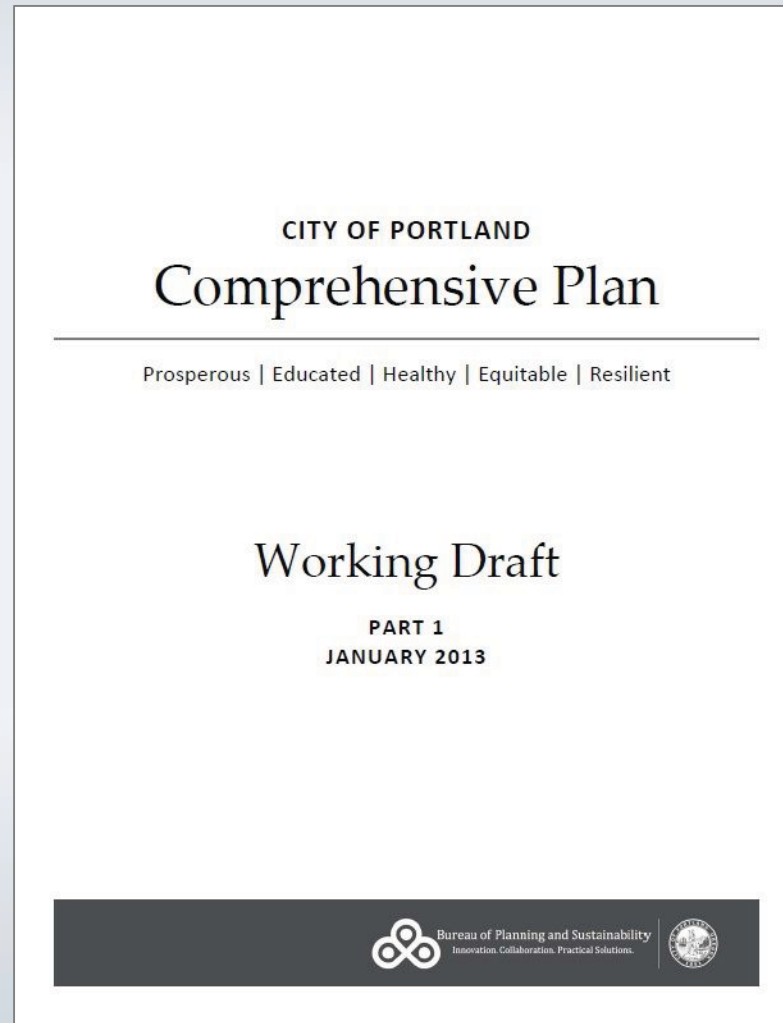 CITY OF PORTLAND
Comprehensive Plan
Prosperous | Educated | Healthy | Equitable | Resilient
Working Draft
PART 1
JANUARY 2013
Bureau of Planning and Sustainability
Innovation. Collaboration. Practical Solutions.